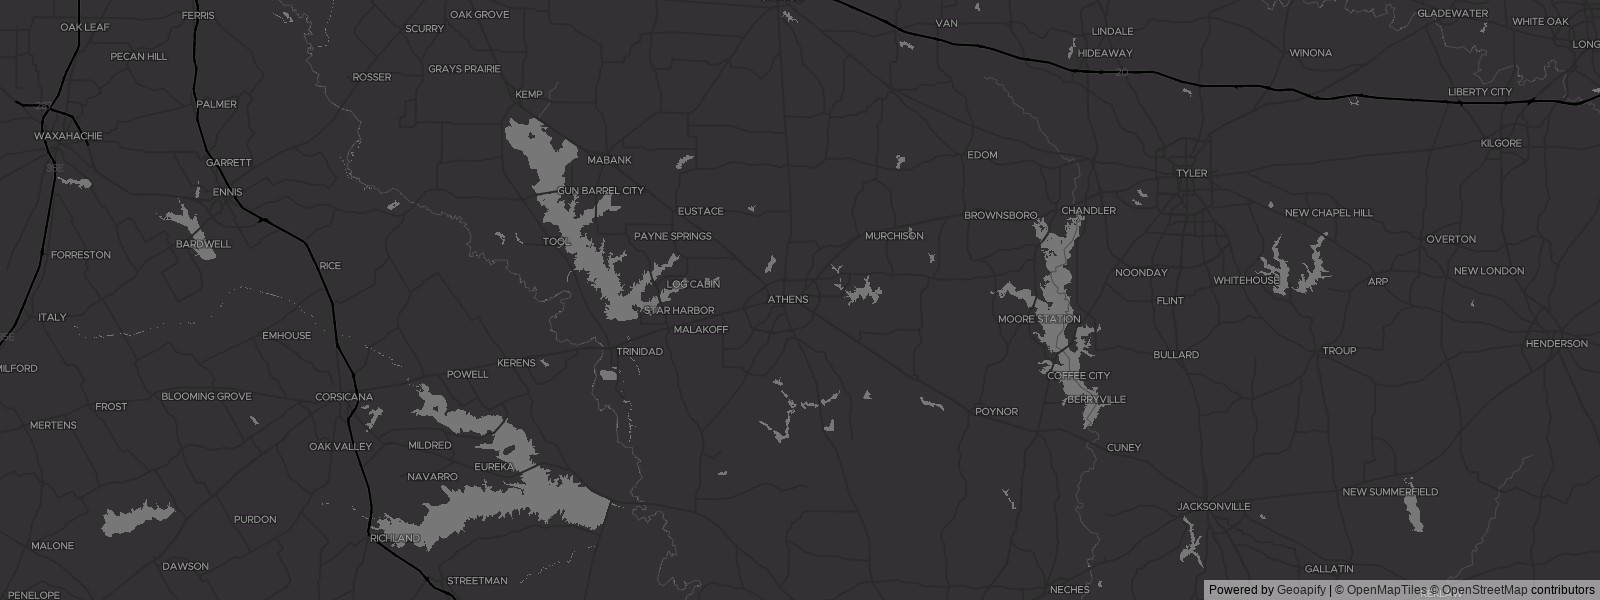 GLADEWATER
OAK GROVE
FERRIS
WHITE OAK
VAN
OAK LEAF
SCURRY
LINDALE
LONG
HIDEAWAY
WINONA
PECAN HILL
GRAYS PRAIRIE
20
ROSSER
LIBERTY CITY
KEMP
PALMER
WAXAHACHIE
KILGORE
EDOM
MABANK
GARRETT
35E
TYLER
GUN BARREL CITY
ENNIS
EUSTACE
CHANDLER
NEW CHAPEL HILL
BROWNSBORO
PAYNE SPRINGS
MURCHISON
OVERTON
TOOL
BARDWELL
FORRESTON
RICE
NOONDAY
NEW LONDON
WHITEHOUSE
ARP
LOG CABIN
ATHENS
FLINT
STAR HARBOR
ITALY
MOORE STATION
MALAKOFF
EMHOUSE
HENDERSON
TRINIDAD
TROUP
BULLARD
KERENS
MILFORD
POWELL
COFFEE CITY
BLOOMING GROVE
CORSICANA
BERRYVILLE
FROST
POYNOR
MERTENS
OAK VALLEY
MILDRED
CUNEY
EUREKA
NAVARRO
NEW SUMMERFIELD
JACKSONVILLE
PURDON
RICHLAND
MALONE
DAWSON
GALLATIN
STREETMAN
NECHES
PENELOPE
Powered by Geoapify | © OpenMapTiles © OpenStreetMap contributors